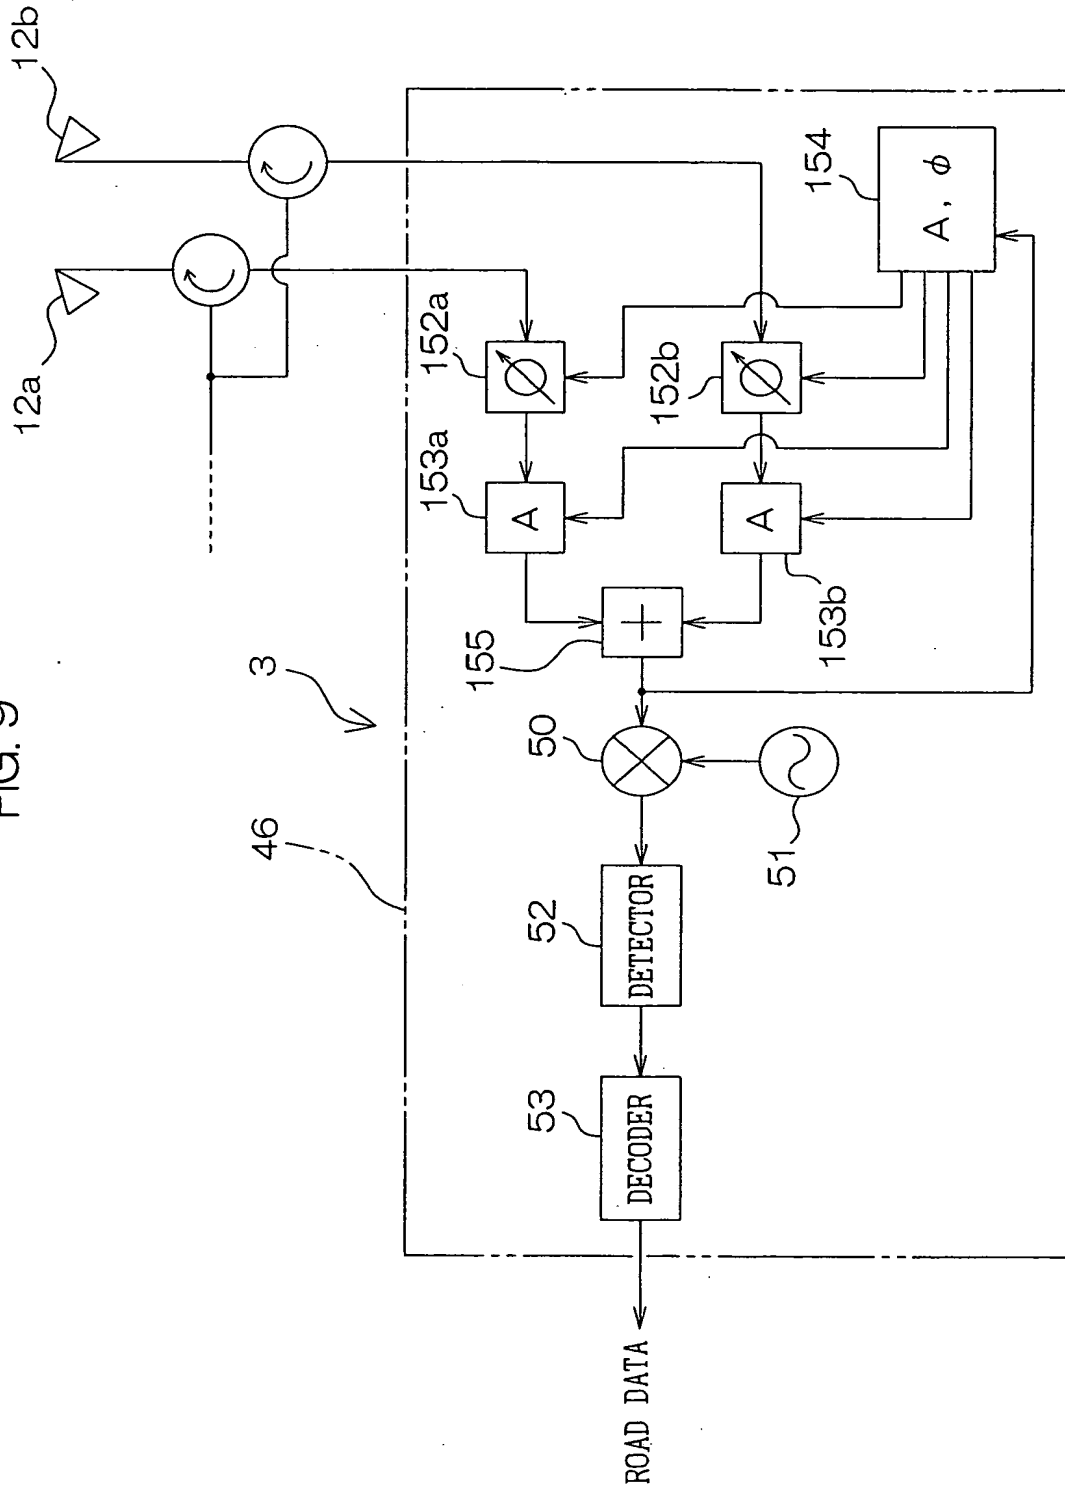 FIG. 9
12a
12b
3
46
152a
153a
152b
154
A
A
A, φ
155
153b
50
51
52
DETECTOR
53
DECODER
ROAD DATA